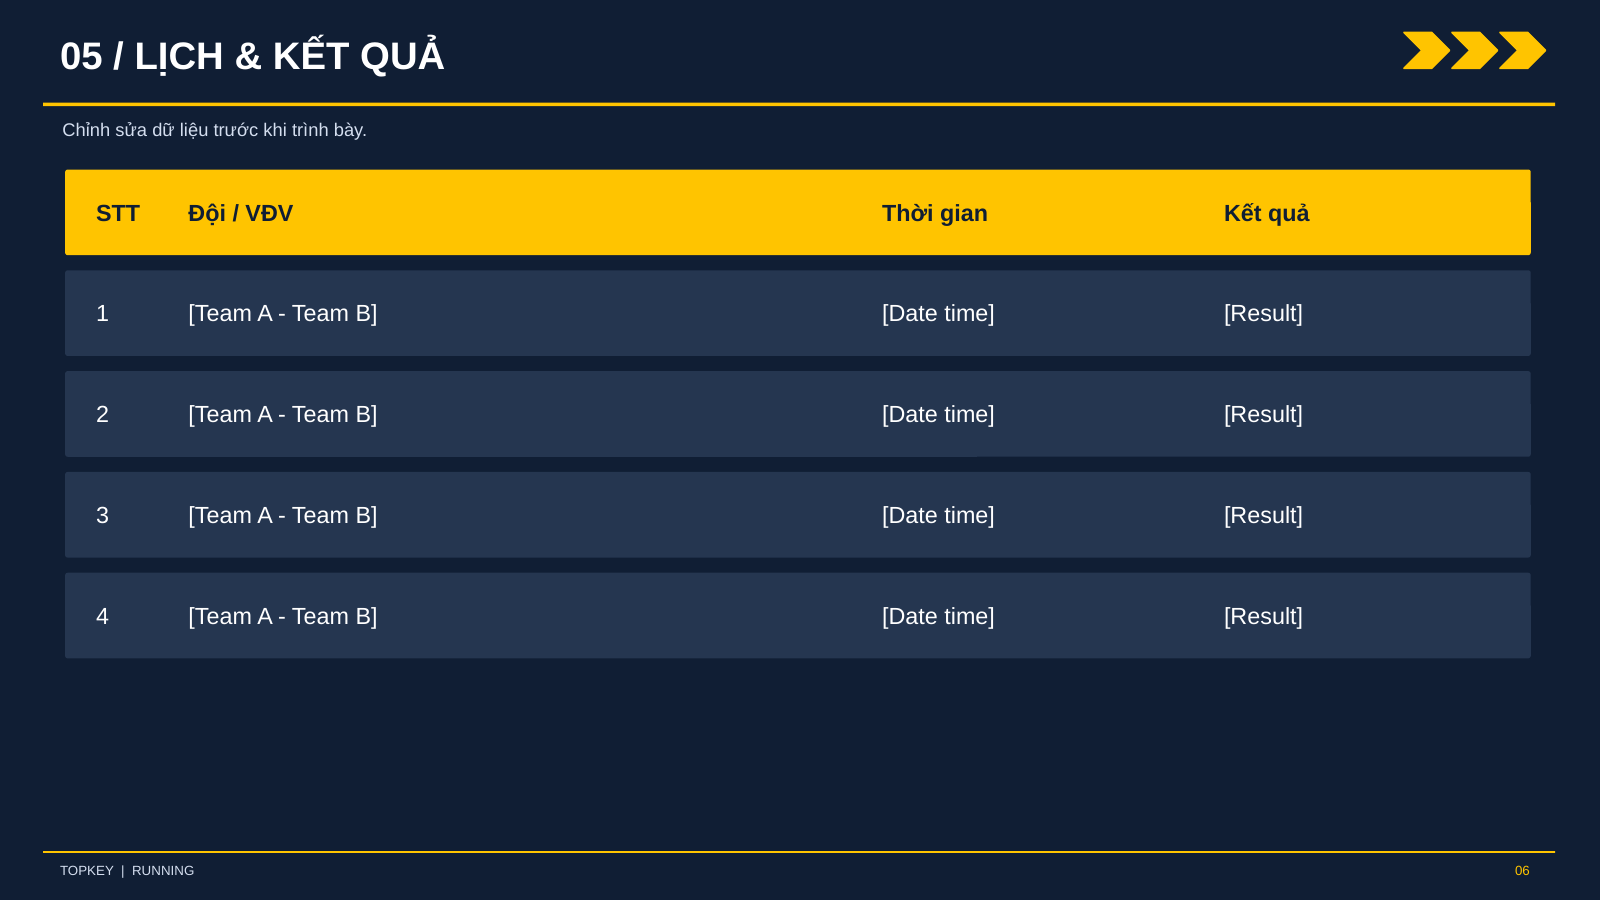 05 / LỊCH & KẾT QUẢ
Chỉnh sửa dữ liệu trước khi trình bày.
STT Đội / VĐV Thời gian Kết quả
1 [Team A - Team B] [Date time] [Result]
2 [Team A - Team B] [Date time] [Result]
3 [Team A - Team B] [Date time] [Result]
4 [Team A - Team B] [Date time] [Result]
TOPKEY | RUNNING 06